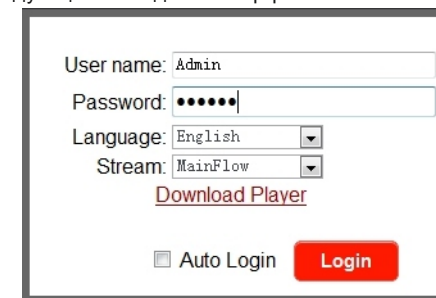 User name: Admin
Password: ●●●●●●
Language: English
Stream: MainFlow
Download Player
Auto Login Login